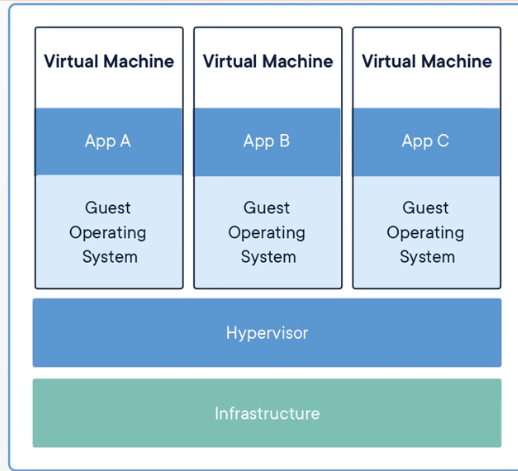 Virtual Machine
App A
Guest
Operating
System
Virtual Machine
App B
Guest
Operating
System
Virtual Machine
App C
Guest
Operating
System
Hypervisor
Infrastructure